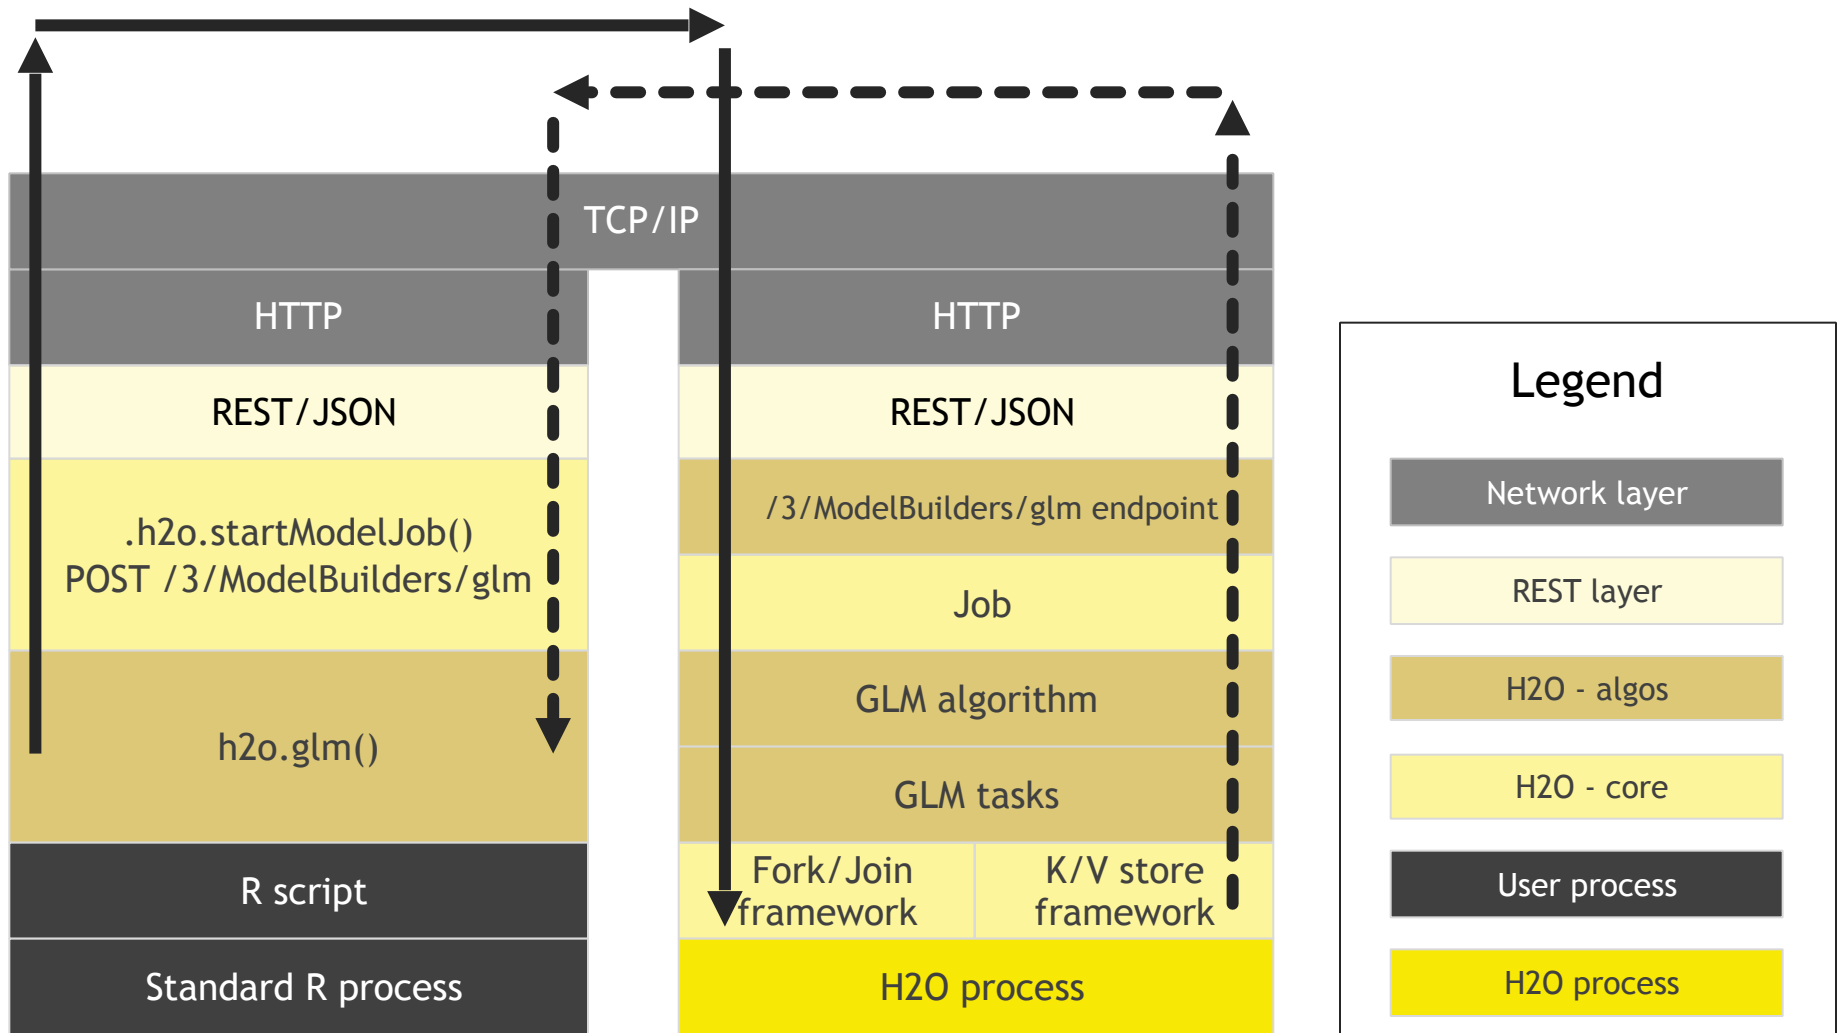 TCP/IP
HTTP
REST/JSON
.h2o.startModelJob()
POST /3/ModelBuilders/glm
h2o.glm()
R script
Standard R process
HTTP
REST/JSON
/3/ModelBuilders/glm endpoint
Job
GLM algorithm
GLM tasks
Fork/Join
framework
K/V store
framework
H2O process
Legend
Network layer
REST layer
H2O - algos
H2O - core
User process
H2O process